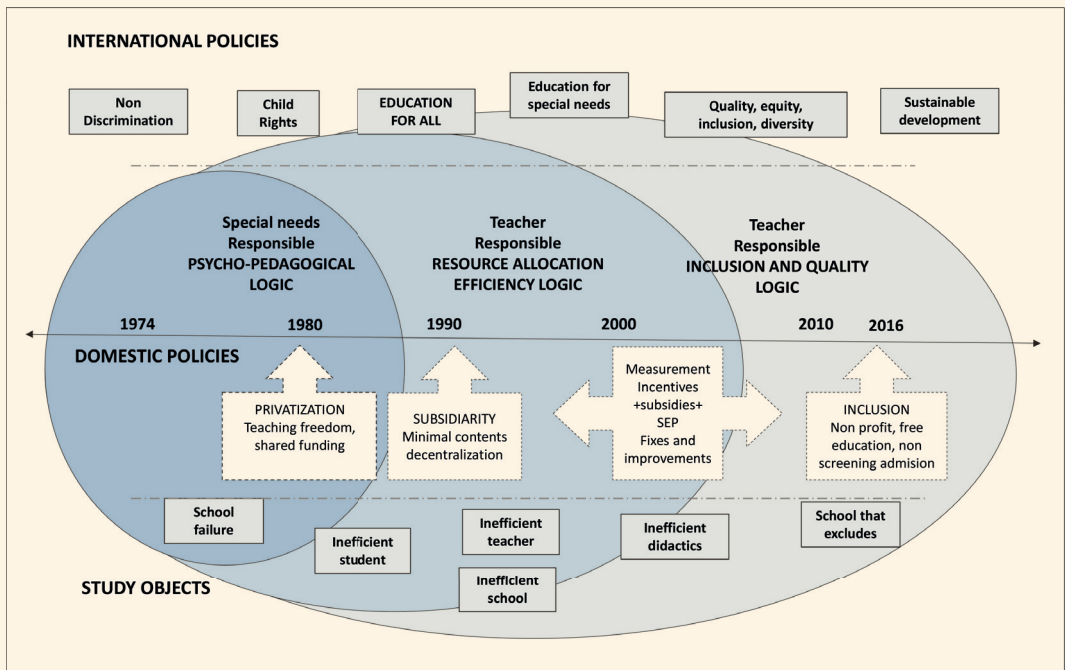 INTERNATIONAL POLICIES
Non
Discrimination
Child
Rights
EDUCATION
FOR ALL
Education for
special needs
Quality, equity,
inclusion, diversity
Sustainable
development
Special needs
Responsible
PSYCHO-PEDAGOGICAL
LOGIC
Teacher
Responsible
RESOURCE ALLOCATION
EFFICIENCY LOGIC
Teacher
Responsible
INCLUSION AND QUALITY
LOGIC
1974
1980
1990
2000
2010
2016
DOMESTIC POLICIES
PRIVATIZATION
Teaching freedom,
shared funding
SUBSIDIARITY
Minimal contents
decentralization
Measurement
Incentives
+subsidies+
SEP
Fixes and
improvements
INCLUSION
Non profit, free
education, non
screening admision
School
failure
Inefficient
student
Inefficient
teacher
Inefficient
school
Inefficient
didactics
School that
excludes
STUDY OBJECTS